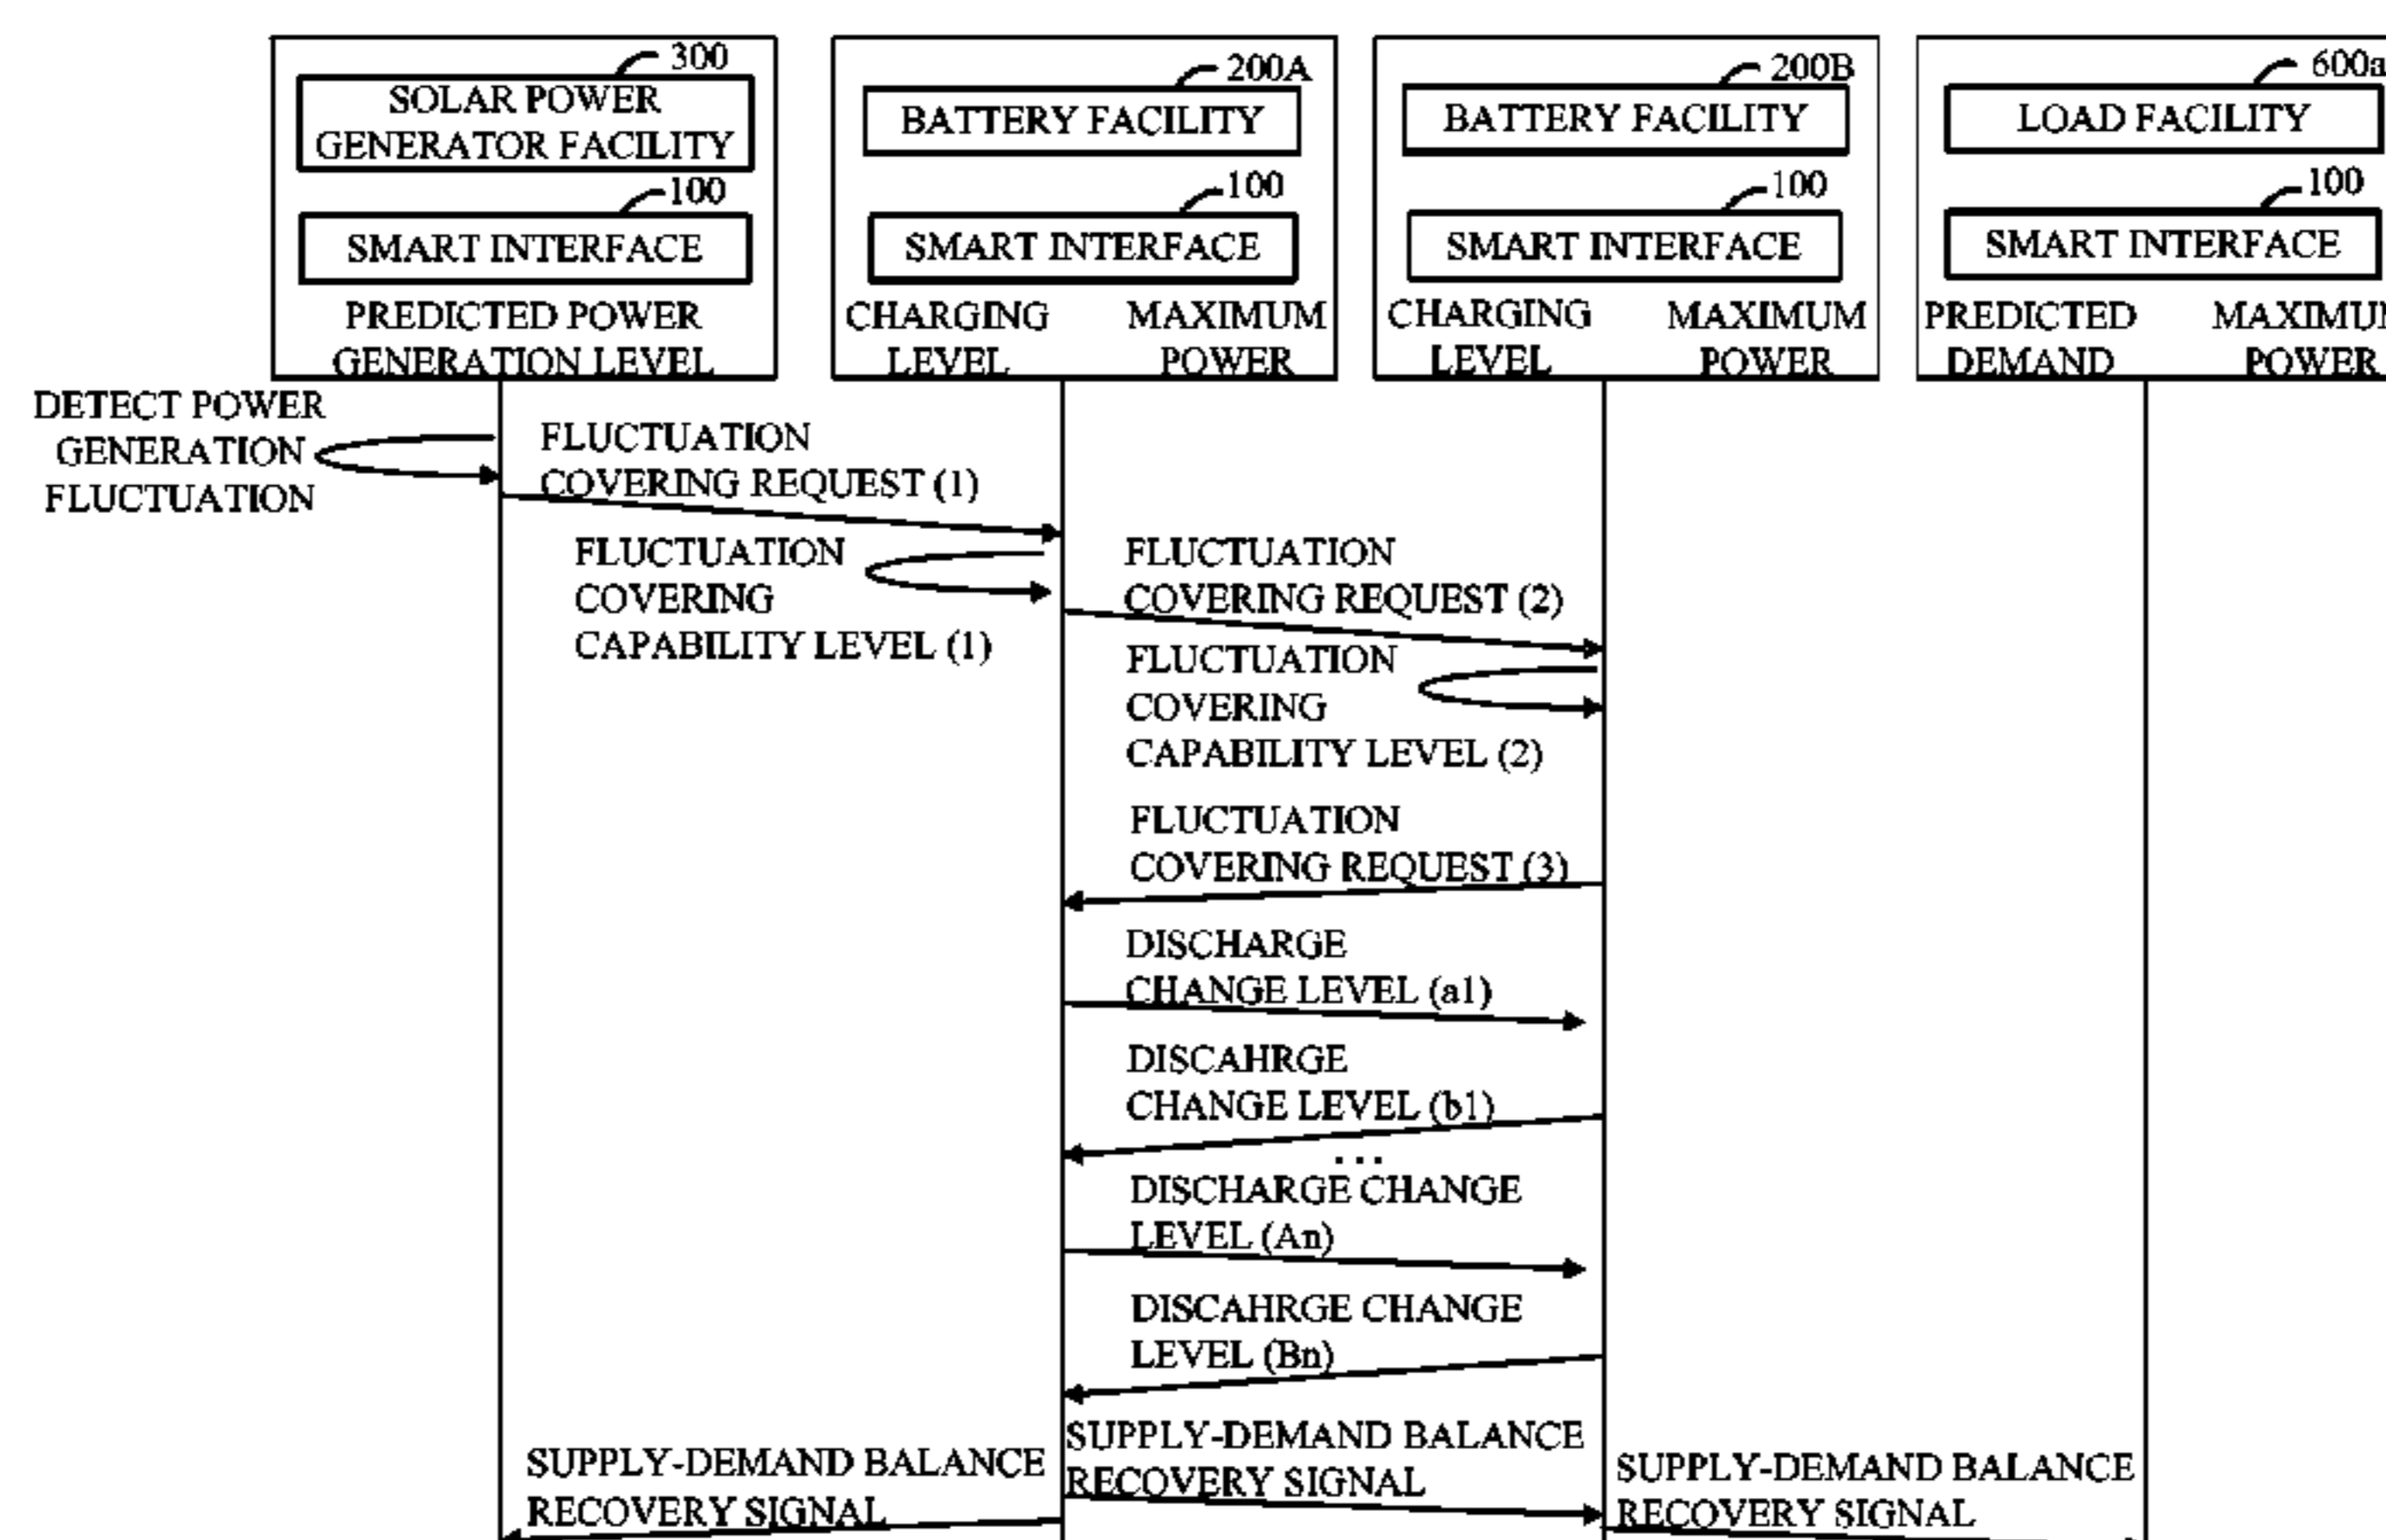 300
SOLAR POWER
GENERATOR FACILITY
100
SMART INTERFACE
PREDICTED POWER
GENERATION LEVEL
200A
BATTERY FACILITY
100
SMART INTERFACE
CHARGING
LEVEL
MAXIMUM
POWER
200B
BATTERY FACILITY
100
SMART INTERFACE
CHARGING
LEVEL
MAXIMUM
POWER
600a
LOAD FACILITY
100
SMART INTERFACE
PREDICTED
DEMAND
POWER
DETECT POWER
GENERATION
FLUCTUATION
FLUCTUATION
COVERING REQUEST (1)
FLUCTUATION
COVERING
CAPABILITY LEVEL (1)
FLUCTUATION
COVERING REQUEST (2)
FLUCTUATION
COVERING
CAPABILITY LEVEL (2)
FLUCTUATION
COVERING REQUEST (3)
DISCHARGE
CHANGE LEVEL (a1)
DISCAHRGE
CHANGE LEVEL (b1)
...
DISCHARGE CHANGE
LEVEL (An)
DISCAHRGE CHANGE
LEVEL (Bn)
SUPPLY-DEMAND BALANCE
RECOVERY SIGNAL
SUPPLY-DEMAND BALANCE
RECOVERY SIGNAL
SUPPLY-DEMAND BALANCE
RECOVERY SIGNAL